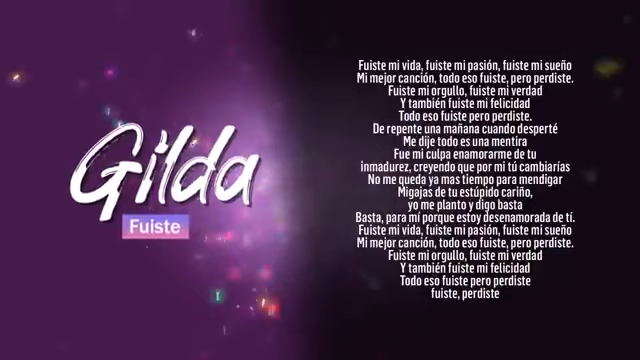 Gilda
Fuiste
Fuiste mi vida, fuiste mi pasión, fuiste mi sueño
Mi mejor canción, todo eso fuiste, pero perdiste.
Fuiste mi orgullo, fuiste mi verdad
Y también fuiste mi felicidad
Todo eso fuiste pero perdiste.
De repente una mañana cuando desperté
Me dije todo es una mentira
Fue mi culpa enamorarme de tu
inmadurez, creyendo que por mi tú cambiarías
No me queda ya mas tiempo para mendigar
Migajas de tu estúpido cariño,
yo me planto y digo basta
Basta, para mí porque estoy desenamorada de tí.
Fuiste mi vida, fuiste mi pasión, fuiste mi sueño
Mi mejor canción, todo eso fuiste, pero perdiste.
Fuiste mi orgullo, fuiste mi verdad
Y también fuiste mi felicidad
Todo eso fuiste pero perdiste
fuiste, perdiste